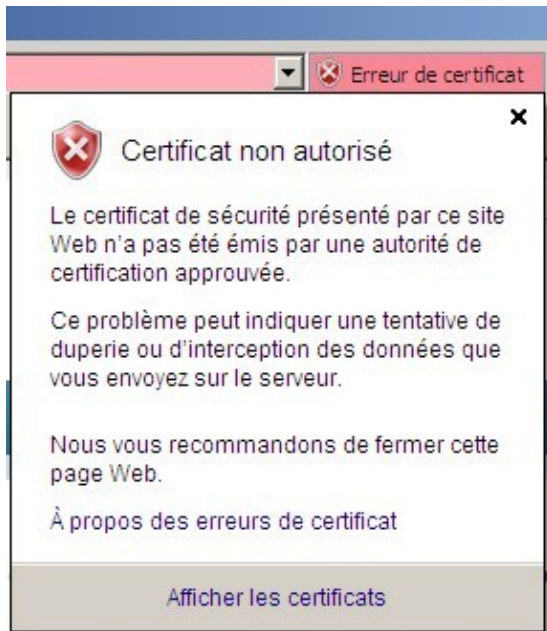 Erreur de certificat
Certificat non autorisé
Le certificat de sécurité présenté par ce site
Web n'a pas été émis par une autorité de
certification approuvée.
Ce problème peut indiquer une tentative de
duperie ou d'interception des données que
vous envoyez sur le serveur.
Nous vous recommandons de fermer cette
page Web.
À propos des erreurs de certificat
Afficher les certificats